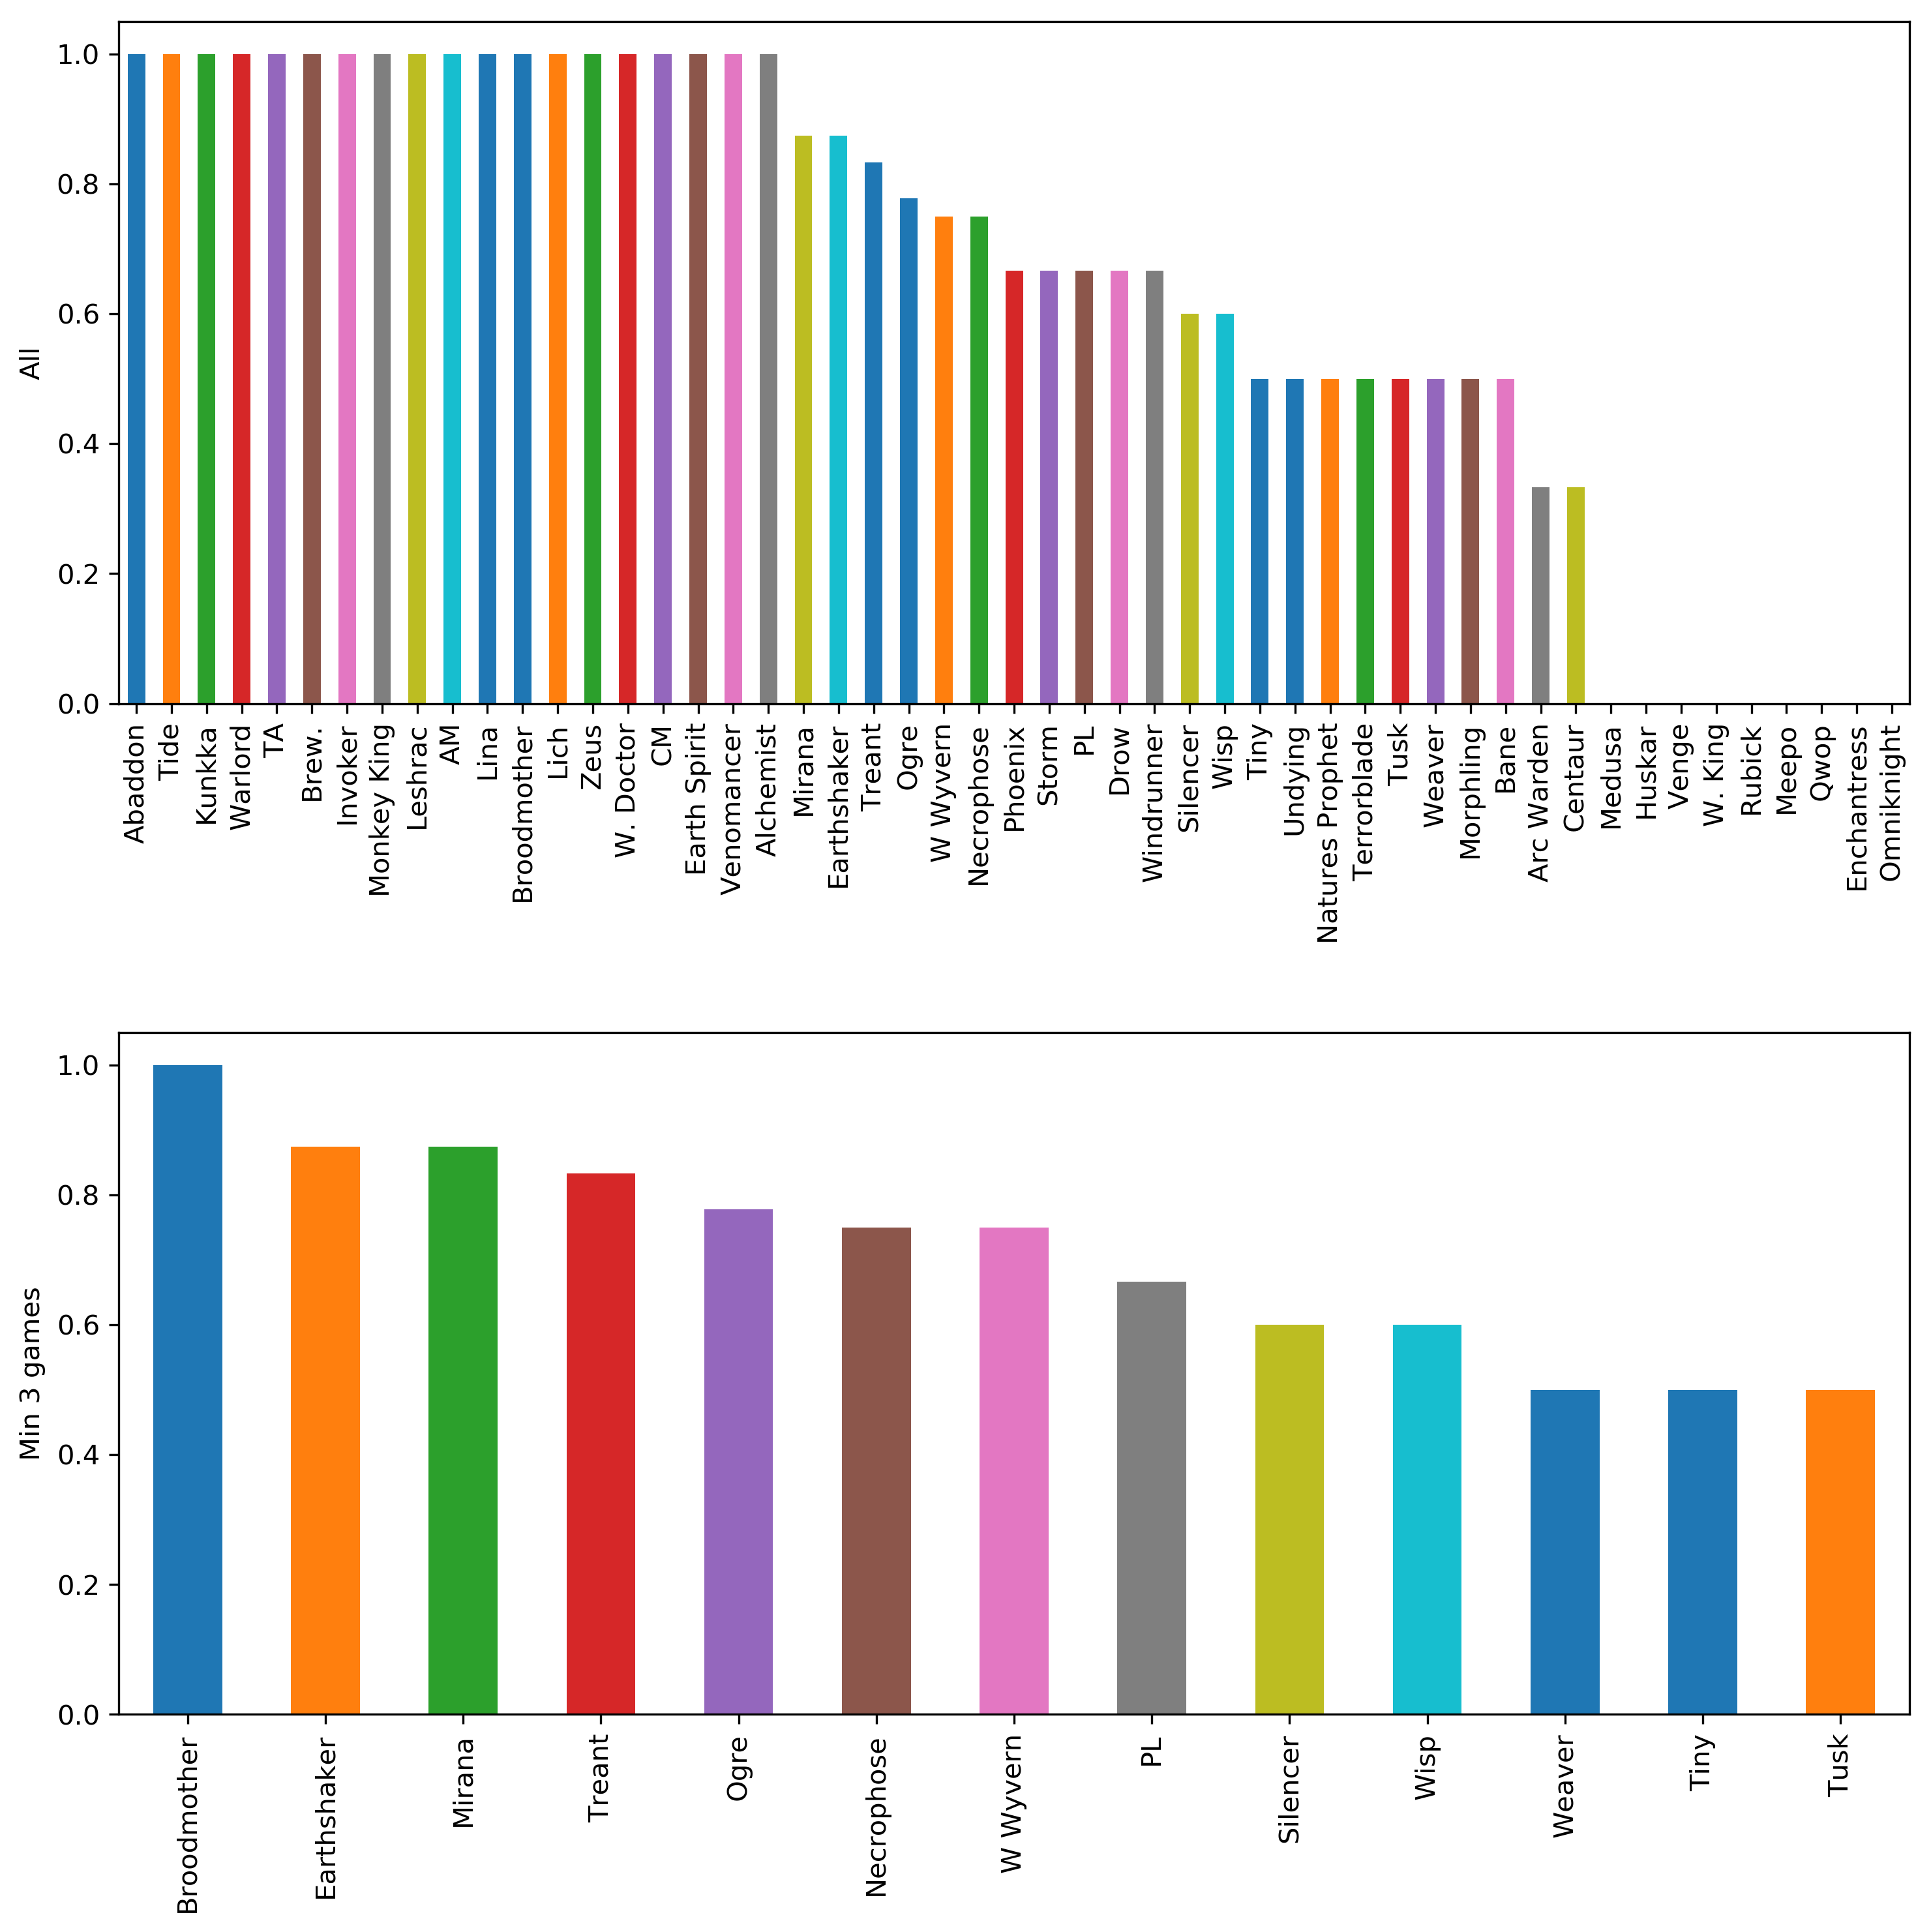 All
1.0
0.8
0.6
0.4
0.2
0.0
Abaddon
Tide
Kunkka
Warlord
TA
Brew.
Invoker
Monkey King
Leshrac
AM
Lina
Broodmother
Lich
Zeus
W. Doctor
CM
Earth Spirit
Venomancer
Alchemist
Mirana
Earthshaker
Treant
Ogre
W Wyvern
Necrophose
Phoenix
Storm
PL
Drow
Windrunner
Silencer
Wisp
Tiny
Undying
Natures Prophet
Terrorblade
Tusk
Weaver
Morphling
Bane
Arc Warden
Centaur
Medusa
Huskar
Venge
W. King
Rubick
Meepo
Qwop
Enchantress
Omniknight
Min 3 games
1.0
0.8
0.6
0.4
0.2
0.0
Broodmother
Earthshaker
Mirana
Treant
Ogre
Necrophose
W Wyvern
PL
Silencer
Wisp
Weaver
Tiny
Tusk